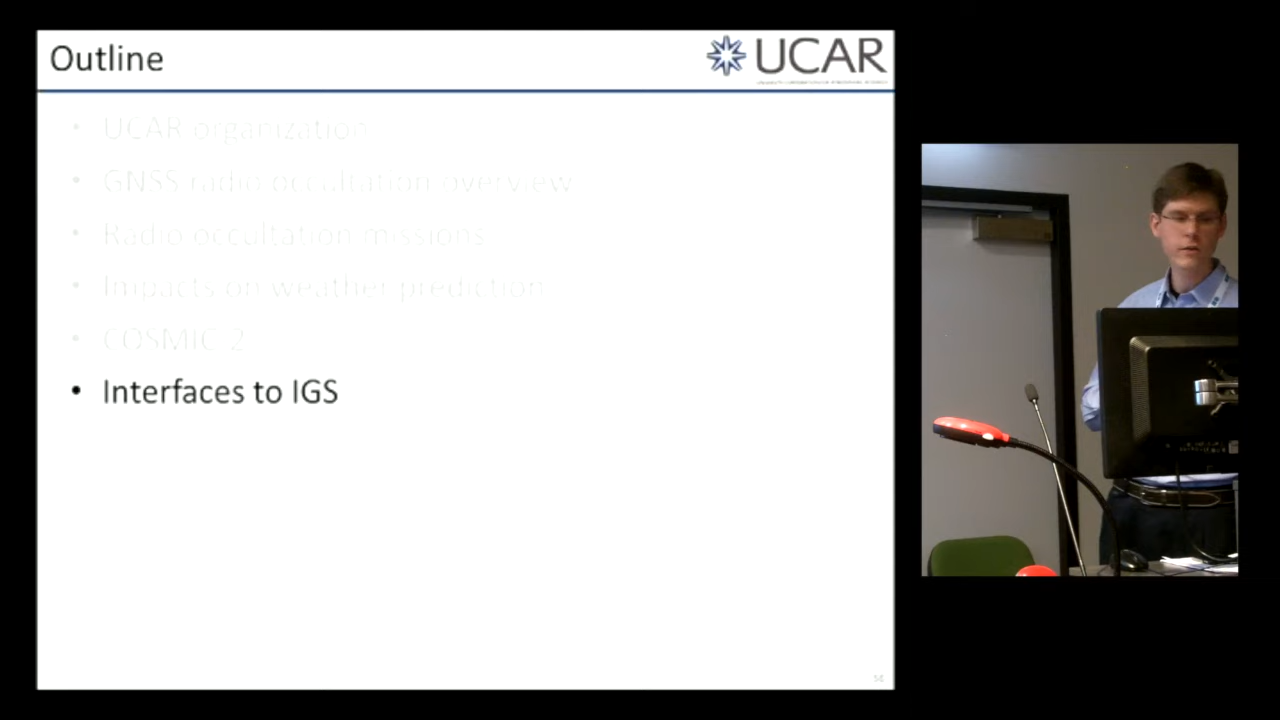 Outline
UCAR
• UCAR organization
• GNSS radio occultation overview
• Radio occultation missions
• Impacts on weather prediction
• COSMIC 2
• Interfaces to IGS